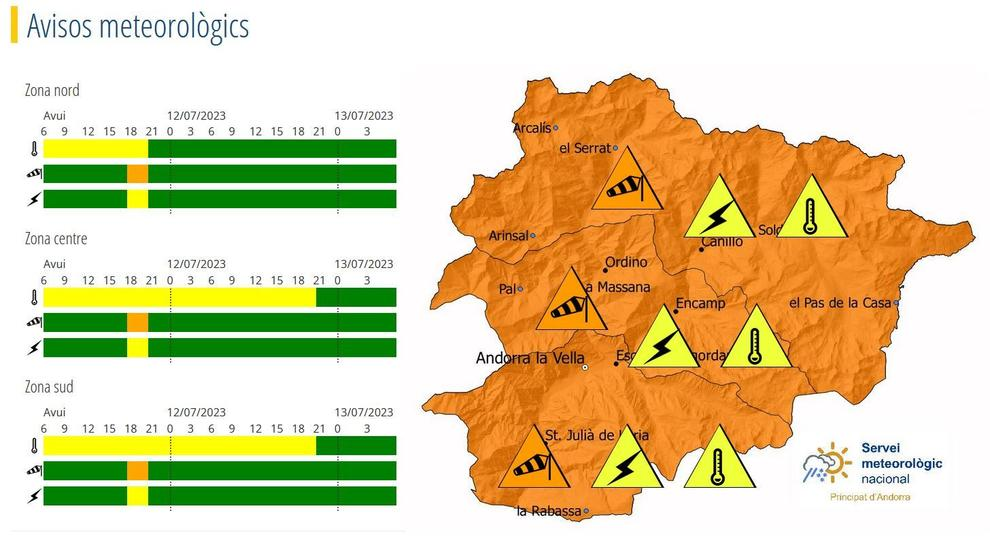 Avisos meteorològics
Zona nord
Avui 12/07/2023 13/07/2023
6 9 12 15 18 21 0 3 6 9 12 15 18 21 0 3
Zona centre
Avui 12/07/2023 13/07/2023
6 9 12 15 18 21 0 3 6 9 12 15 18 21 0 3
Zona sud
Avui 12/07/2023 13/07/2023
6 9 12 15 18 21 0 3 6 9 12 15 18 21 0 3
Arcalís
el Serrat
Arinsal
Canillo
Ordino
Pal
a Massana
Encamp
el Pas de la Casa
Andorra la Vella
St. Julià de
la Rabassa
Servei
meteorològic
nacional
Principat d'Andorra